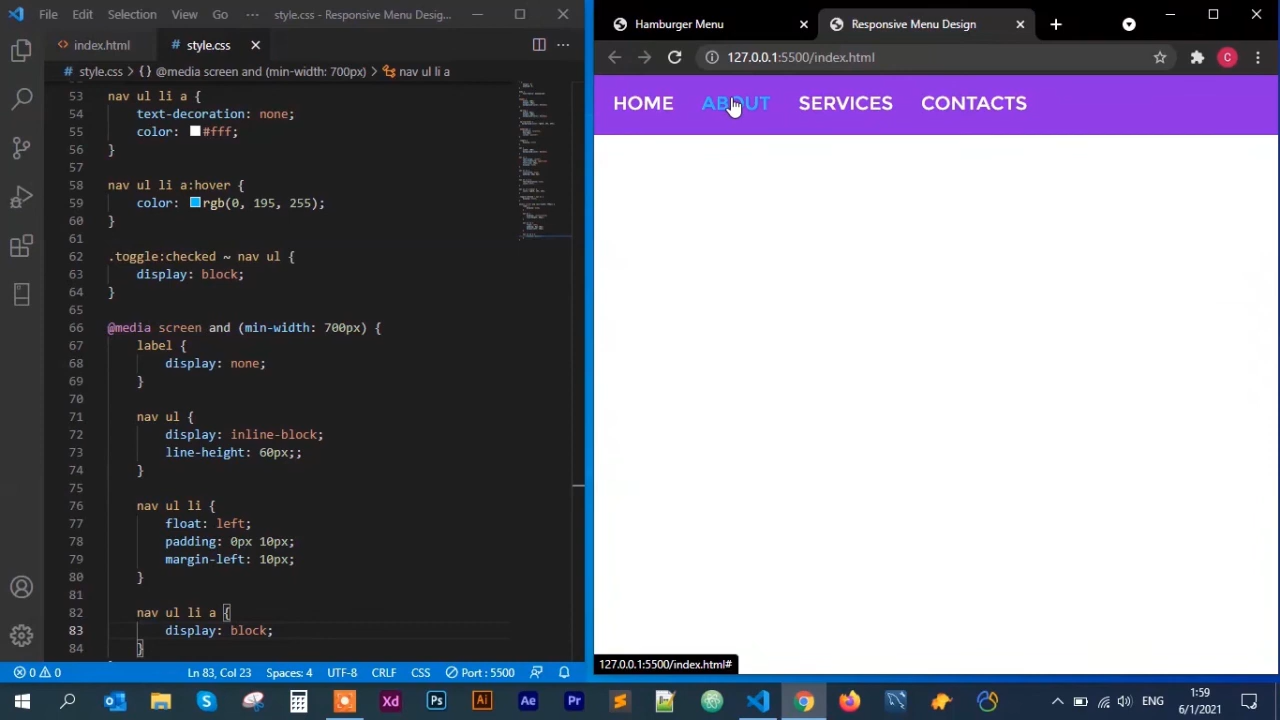 File Edit Selection View Go ··· style.css - Responsive Menu Desig...
index.html style.css
style.css > {} @media screen and (min-width: 700px) > nav ul li a
53 nav ul li a {
54 text-decoration: none;
55 color: #fff;
56 }
57
58 nav ul li a:hover {
59 color: rgb(0, 195, 255);
60 }
61
62 .toggle:checked ~ nav ul {
63 display: block;
64 }
65
66 @media screen and (min-width: 700px) {
67 label {
68 display: none;
69 }
70
71 nav ul {
72 display: inline-block;
73 line-height: 60px;;
74 }
75
76 nav ul li {
77 float: left;
78 padding: 0px 10px;
79 margin-left: 10px;
80 }
81
82 nav ul li a {
83 display: block;
84 }
0 0 Ln 83, Col 23 Spaces: 4 UTF-8 CRLF CSS Port : 5500
Hamburger Menu Responsive Menu Design
127.0.0.1:5500/index.html C
HOME ABOUT SERVICES CONTACTS
127.0.0.1:5500/index.html#
Xd Ps Ai Ae Pr ENG 1:59
6/1/2021